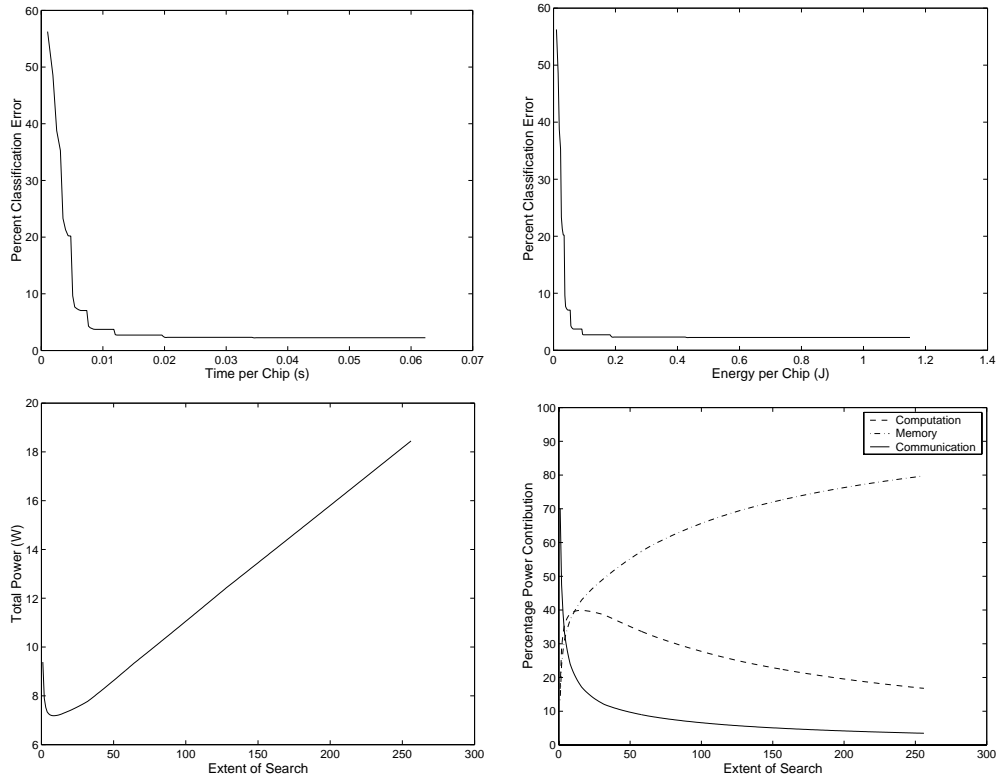 60
50
40
30
20
10
0
Percent Classification Error
0 0.01 0.02 0.03 0.04 0.05 0.06 0.07
Time per Chip (s)
60
50
40
30
20
10
0
Percent Classification Error
0 0.2 0.4 0.6 0.8 1 1.2 1.4
Energy per Chip (J)
20
18
16
14
12
10
8
6
Total Power (W)
0 50 100 150 200 250 300
Extent of Search
100
90
80
70
60
50
40
30
20
10
0
Percentage Power Contribution
Computation
Memory
Communication
0 50 100 150 200 250 300
Extent of Search